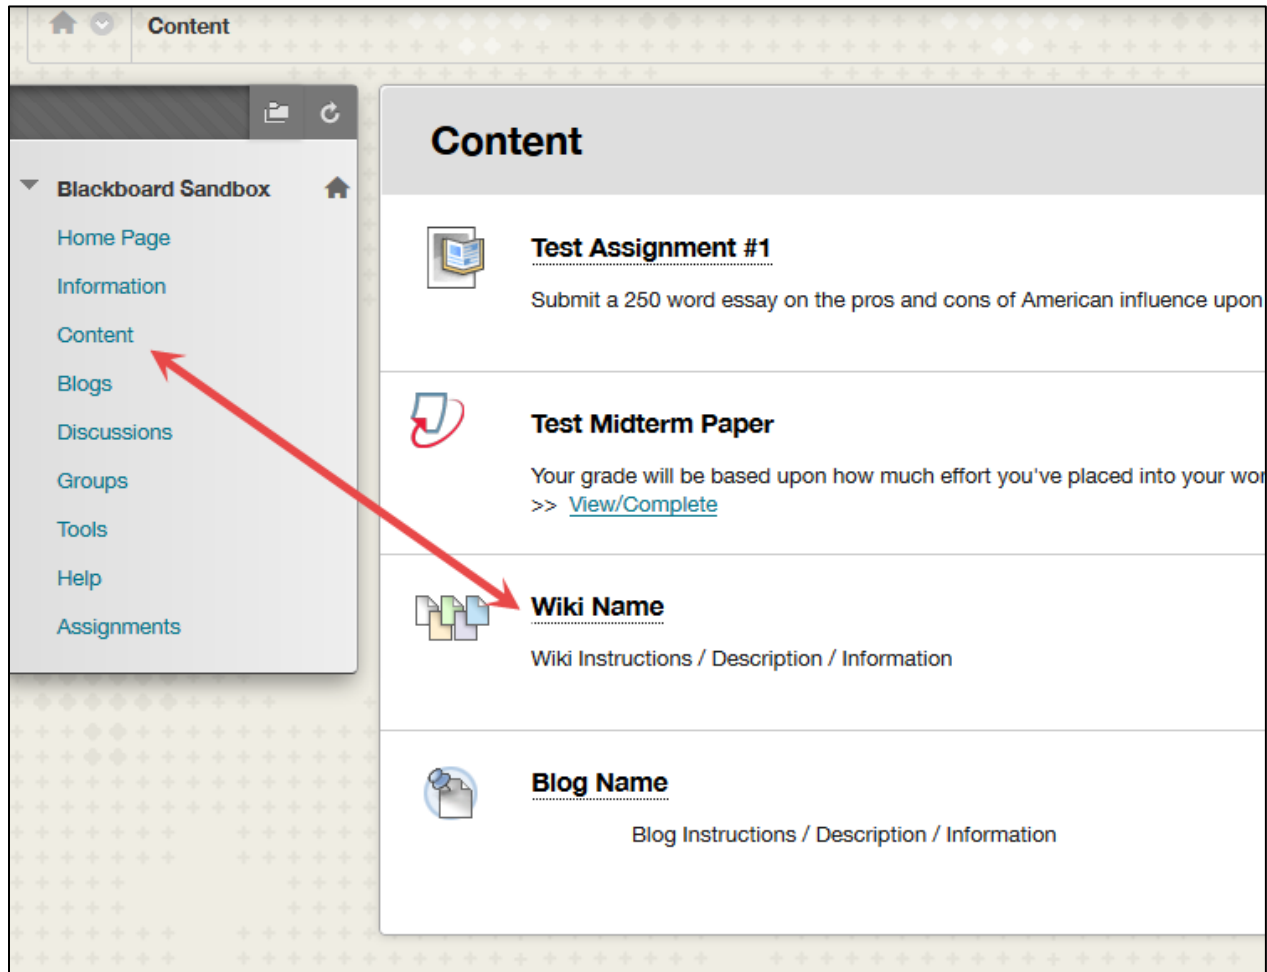 Content
Blackboard Sandbox
Home Page
Information
Content
Blogs
Discussions
Groups
Tools
Help
Assignments
Content
Test Assignment #1
Submit a 250 word essay on the pros and cons of American influence upon
Test Midterm Paper
Your grade will be based upon how much effort you've placed into your
>> View/Complete
Wiki Name
Wiki Instructions / Description / Information
Blog Name
Blog Instructions / Description / Information